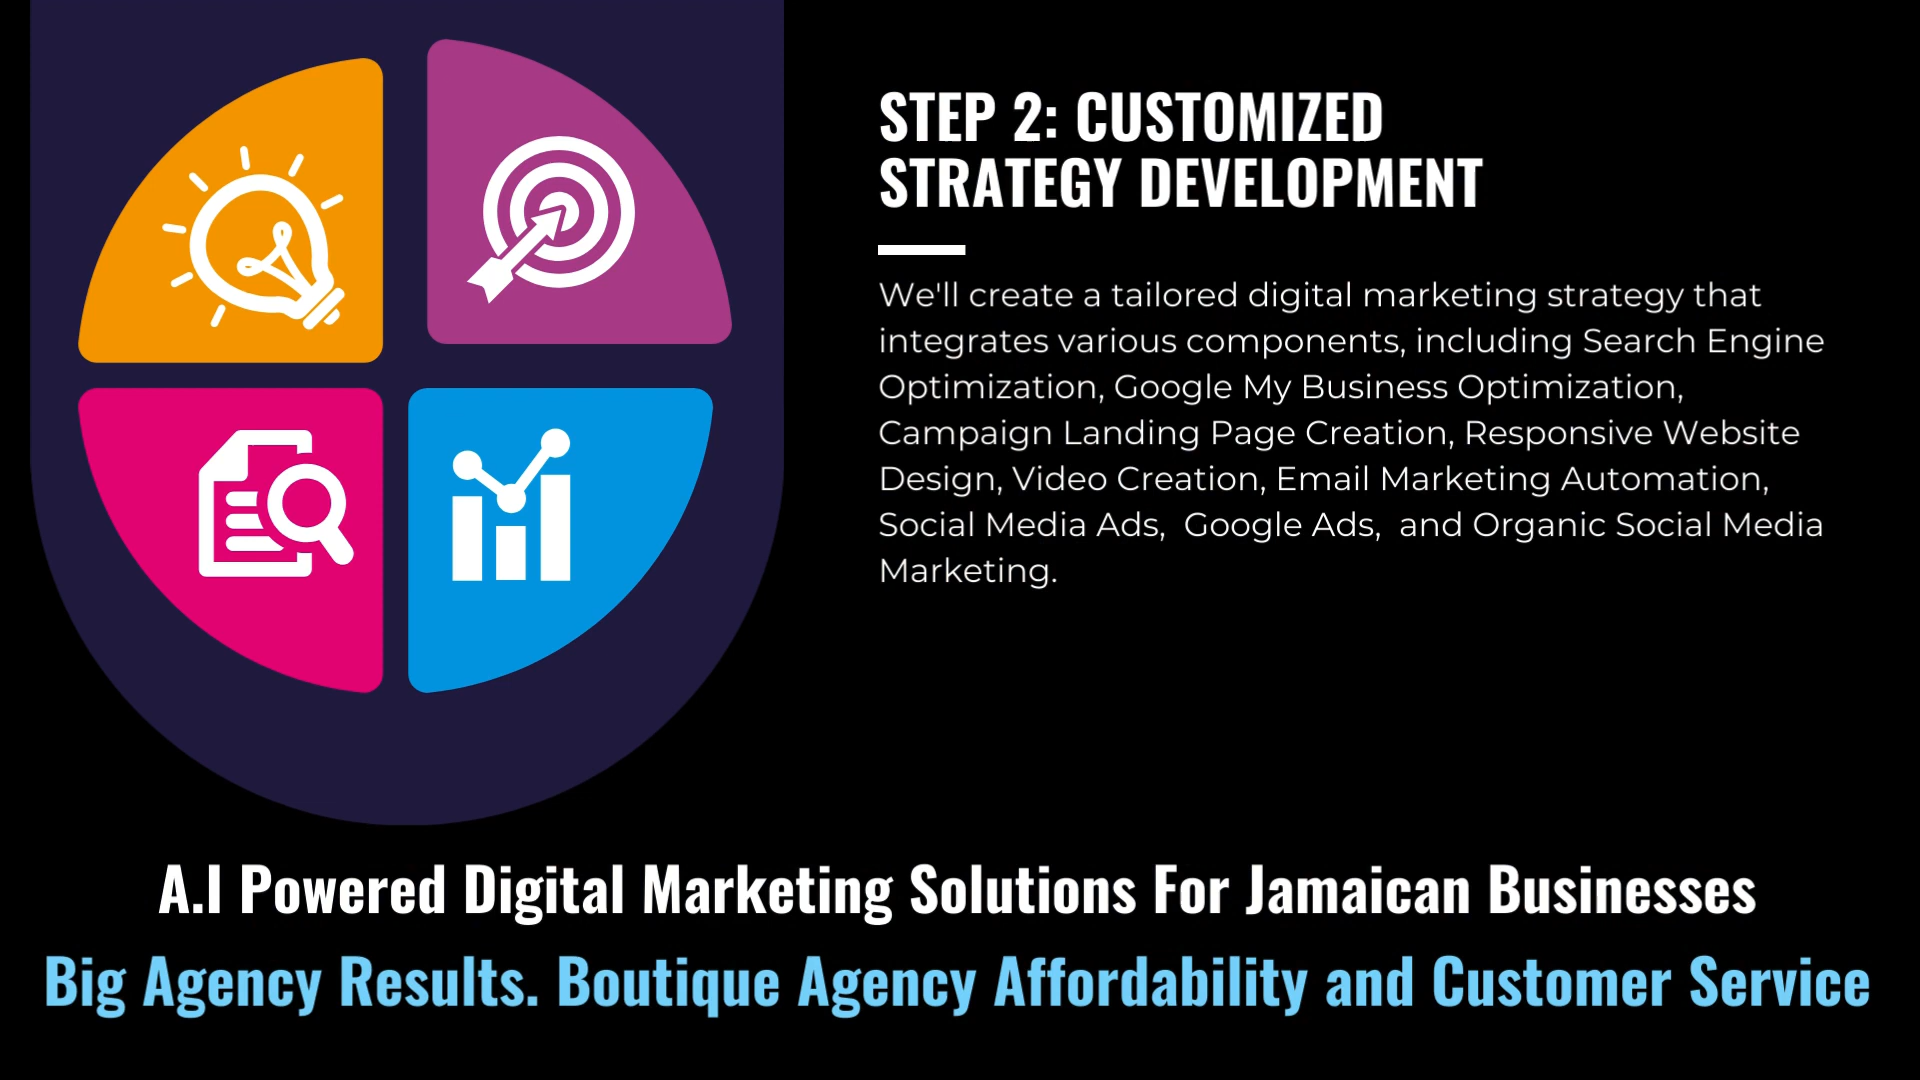 STEP 2: CUSTOMIZED
STRATEGY DEVELOPMENT
We'll create a tailored digital marketing strategy that
integrates various components, including Search Engine
Optimization, Google My Business Optimization,
Campaign Landing Page Creation, Responsive Website
Design, Video Creation, Email Marketing Automation,
Social Media Ads,  Google Ads,  and Organic Social Media
Marketing.
A.I Powered Digital Marketing Solutions For Jamaican Businesses
Big Agency Results. Boutique Agency Affordability and Customer Service